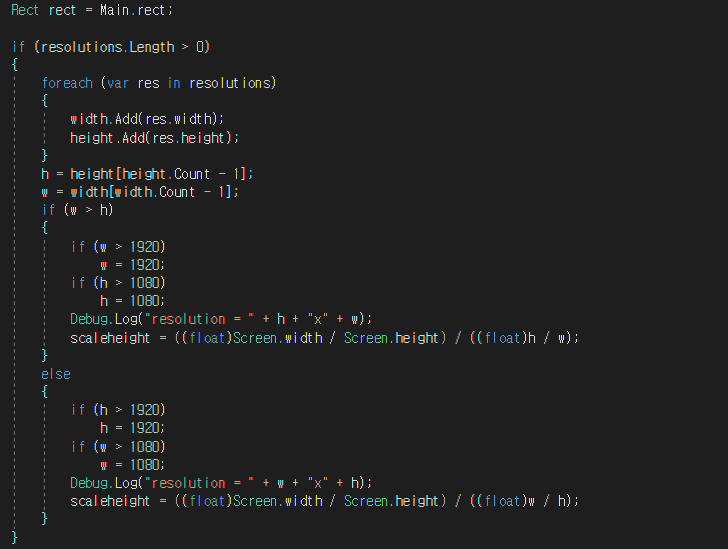 Rect rect = Main.rect;
if (resolutions.Length > 0)
{
foreach (var res in resolutions)
{
width.Add(res.width);
height.Add(res.height);
}
h = height[height.Count - 1];
w = width[width.Count - 1];
if (w > h)
{
if (w > 1920)
w = 1920;
if (h > 1080)
h = 1080;
Debug.Log("resolution = " + h + "x" + w);
scaleheight = ((float)Screen.width / Screen.height) / ((float)h / w);
}
else
{
if (h > 1920)
h = 1920;
if (w > 1080)
w = 1080;
Debug.Log("resolution = " + w + "x" + h);
scaleheight = ((float)Screen.width / Screen.height) / ((float)w / h);
}
}